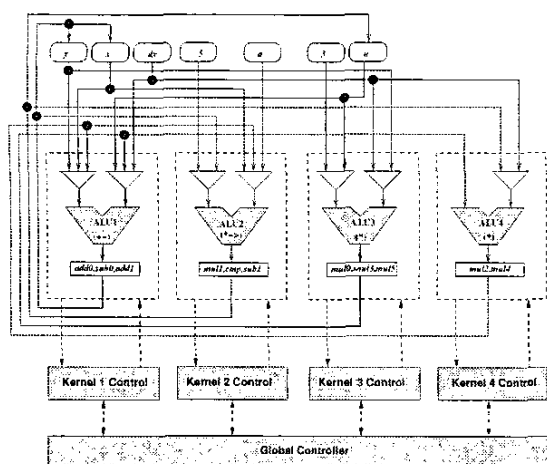 y x dx 5 a 3 u
ALU1 ALU2 ALU3 ALU4
(+-) (*->) (*) (*)
add0,sub0,add1 mul1,cmp,sub1 mul0,mul3,mul5 mul2,mul4
Kernel 1 Control Kernel 2 Control Kernel 3 Control Kernel 4 Control
Global Controller